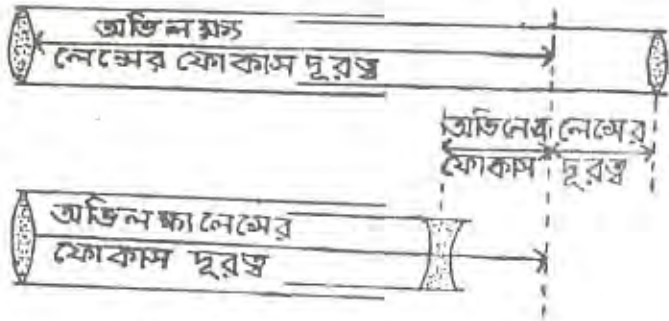 অভিলক্ষ্য
লেন্সের ফোকাস দূরত্ব
অভিনেত্র লেন্সের
ফোকাস দূরত্ব
অভিলক্ষ্য লেন্সের
ফোকাস দূরত্ব